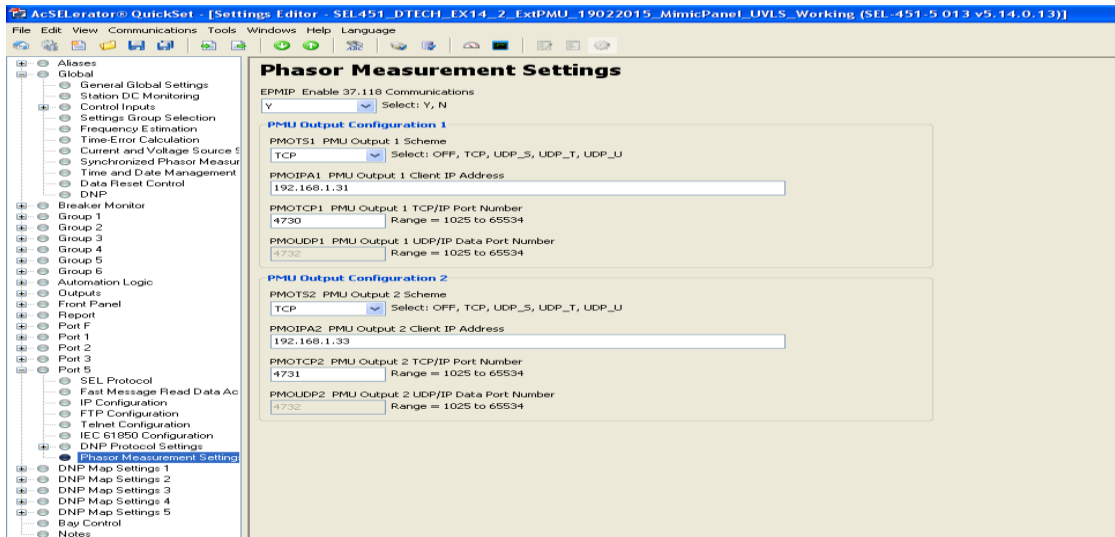 AcSELerator® QuickSet - [Settings Editor - SEL451_DTECH_EX14_2_ExtPMU_19022015_MimicPanel_UVLS_Working (SEL-451-5 013 v5.14.0.13)]
File Edit View Communications Tools Windows Help Language
Aliases
Global
General Global Settings
Station DC Monitoring
Control Inputs
Settings Group Selection
Frequency Estimation
Time-Error Calculation
Current and Voltage Source S
Synchronized Phasor Measur
Time and Date Management
Data Reset Control
DNP
Breaker Monitor
Group 1
Group 2
Group 3
Group 4
Group 5
Group 6
Automation Logic
Outputs
Front Panel
Report
Port F
Port 1
Port 2
Port 3
Port 5
SEL Protocol
Fast Message Read Data Ac
IP Configuration
FTP Configuration
Telnet Configuration
IEC 61850 Configuration
DNP Protocol Settings
Phasor Measurement Setting
DNP Map Settings 1
DNP Map Settings 2
DNP Map Settings 3
DNP Map Settings 4
DNP Map Settings 5
Bay Control
Notes
Phasor Measurement Settings
EPMIP Enable 37.118 Communications
Y Select: Y, N
PMU Output Configuration 1
PMOTS1 PMU Output 1 Scheme
TCP Select: OFF, TCP, UDP_S, UDP_T, UDP_U
PMOIPA1 PMU Output 1 Client IP Address
192.168.1.31
PMOTCP1 PMU Output 1 TCP/IP Port Number
4730 Range = 1025 to 65534
PMOUDP1 PMU Output 1 UDP/IP Data Port Number
4732 Range = 1025 to 65534
PMU Output Configuration 2
PMOTS2 PMU Output 2 Scheme
TCP Select: OFF, TCP, UDP_S, UDP_T, UDP_U
PMOIPA2 PMU Output 2 Client IP Address
192.168.1.33
PMOTCP2 PMU Output 2 TCP/IP Port Number
4731 Range = 1025 to 65534
PMOUDP2 PMU Output 2 UDP/IP Data Port Number
4732 Range = 1025 to 65534